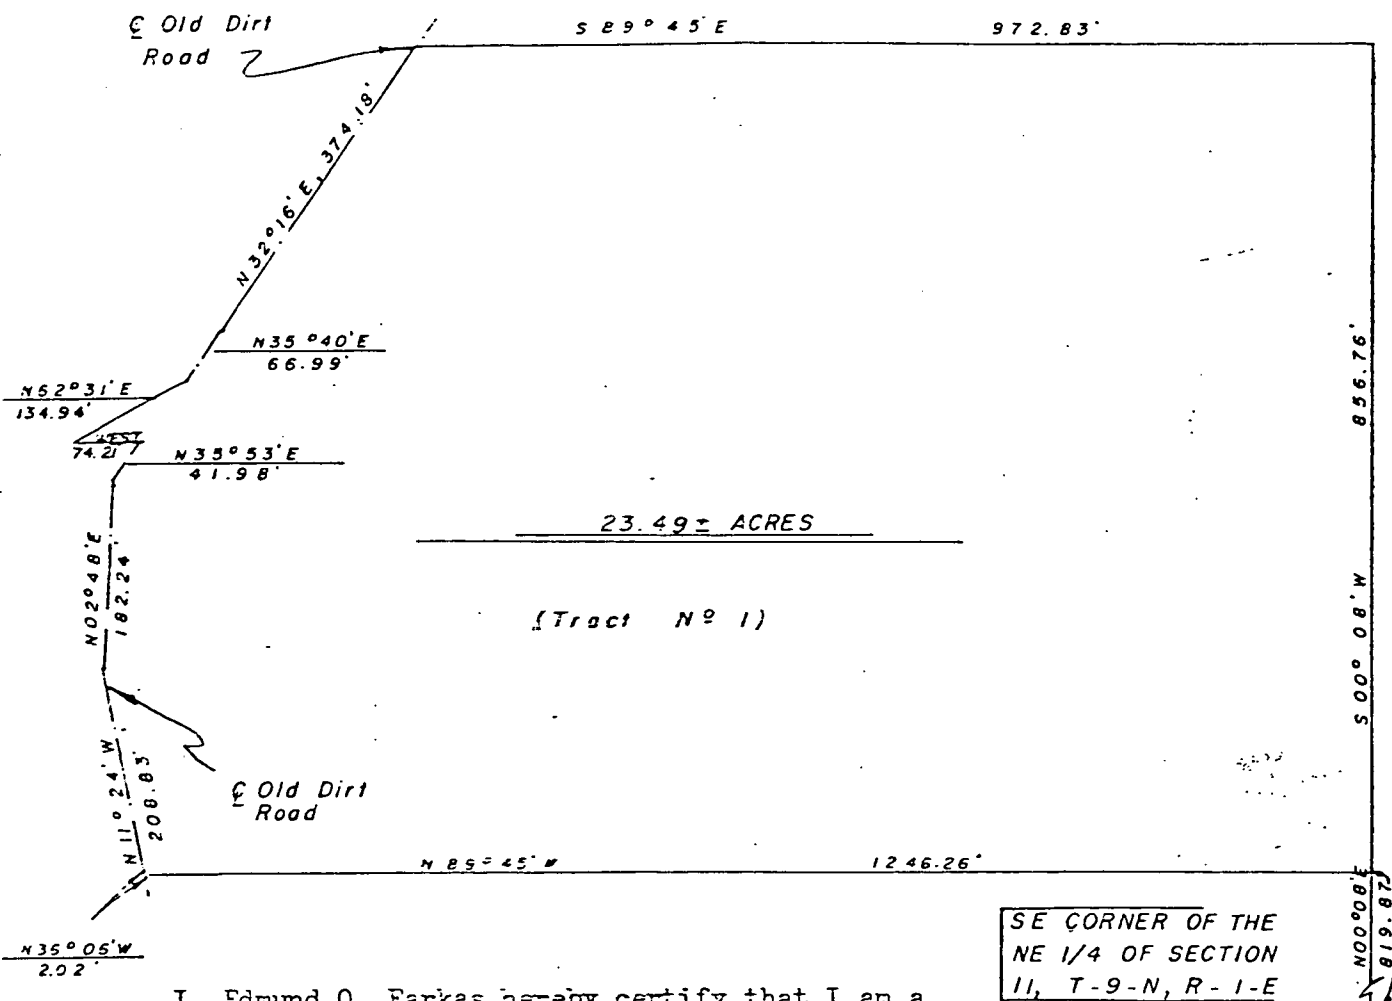 ℄ Old Dirt
Road
S 89° 45' E 972.83'
N 32° 16' E, 374.18'
N 35° 40' E
66.99'
N 62° 31' E
134.94'
WEST
74.21'
N 35° 53' E
41.98'
856.76'
23.49 ± ACRES
N 02° 48' E
182.24'
(Tract Nº 1)
S 00° 08' W
N 11° 24' W
208.83'
℄ Old Dirt
Road
N 89° 45' W 1246.26'
N 00° 08' E
819.87'
N 35° 05' W
2.02'
SE CORNER OF THE
NE 1/4 OF SECTION
11, T-9-N, R-1-E
I, Edmund O. Farkas hereby certify that I am a